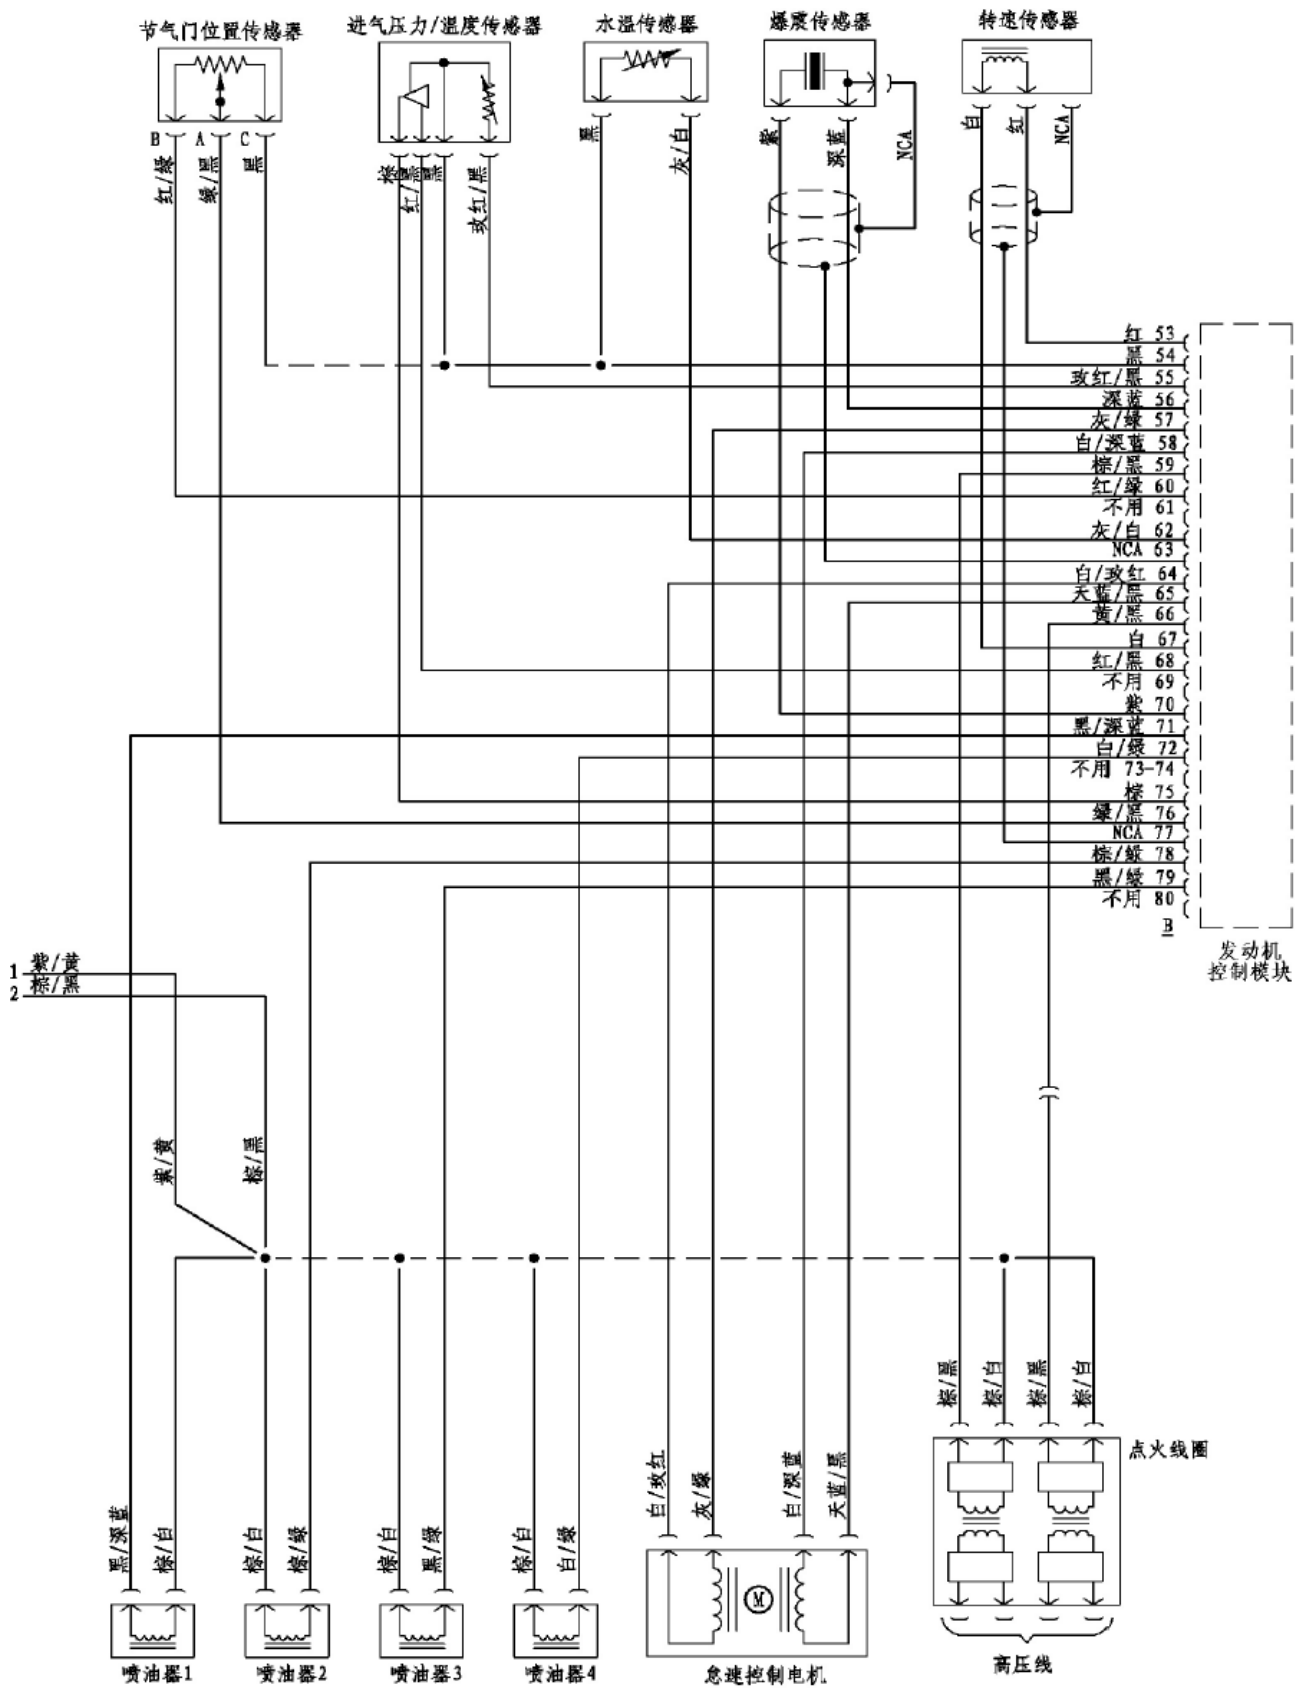 节气门位置传感器
进气压力/温度传感器
水温传感器
爆震传感器
转速传感器
B
A
C
红/绿
绿/黑
黑
棕
红/黑
黑
玫红/黑
黑
灰/白
紫
深蓝
NCA
白
红
NCA
红 53
黑 54
玫红/黑 55
深蓝 56
灰/绿 57
白/深蓝 58
棕/黑 59
红/绿 60
不用 61
灰/白 62
NCA 63
白/玫红 64
天蓝/黑 65
黄/黑 66
白 67
红/黑 68
不用 69
紫 70
黑/深蓝 71
白/绿 72
不用 73-74
棕 75
绿/黑 76
NCA 77
棕/绿 78
黑/绿 79
不用 80
B
发动机
控制模块
1 紫/黄
2 棕/黑
紫/黄
棕/黑
棕/黑
棕/白
棕/黑
棕/白
点火线圈
高压线
黑/深蓝
棕/白
棕/白
棕/绿
棕/白
黑/绿
棕/白
白/绿
白/玫红
灰/绿
白/深蓝
天蓝/黑
M
喷油器1
喷油器2
喷油器3
喷油器4
怠速控制电机